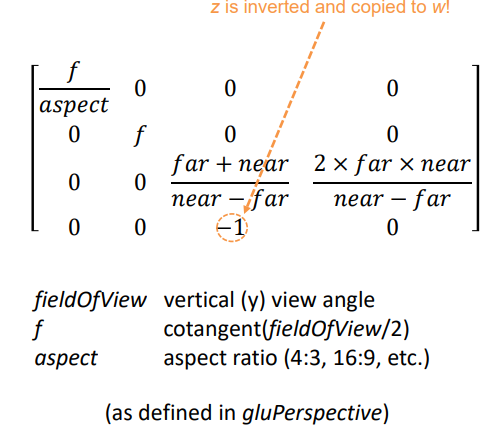 z is inverted and copied to w!
f
aspect 0 0 0
0 f 0 0
0 0 far + near / near − far 2 × far × near / near − far
0 0 −1 0
fieldOfView vertical (y) view angle
f cotangent(fieldOfView/2)
aspect aspect ratio (4:3, 16:9, etc.)
(as defined in gluPerspective)